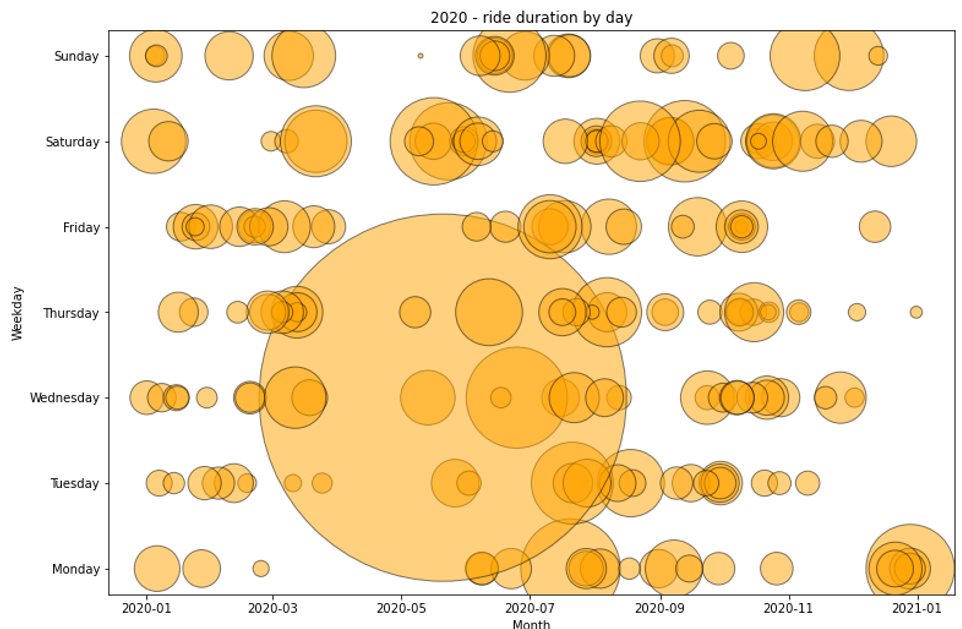 2020 - ride duration by day
Weekday
Sunday
Saturday
Friday
Thursday
Wednesday
Tuesday
Monday
2020-01 2020-03 2020-05 2020-07 2020-09 2020-11 2021-01
Month